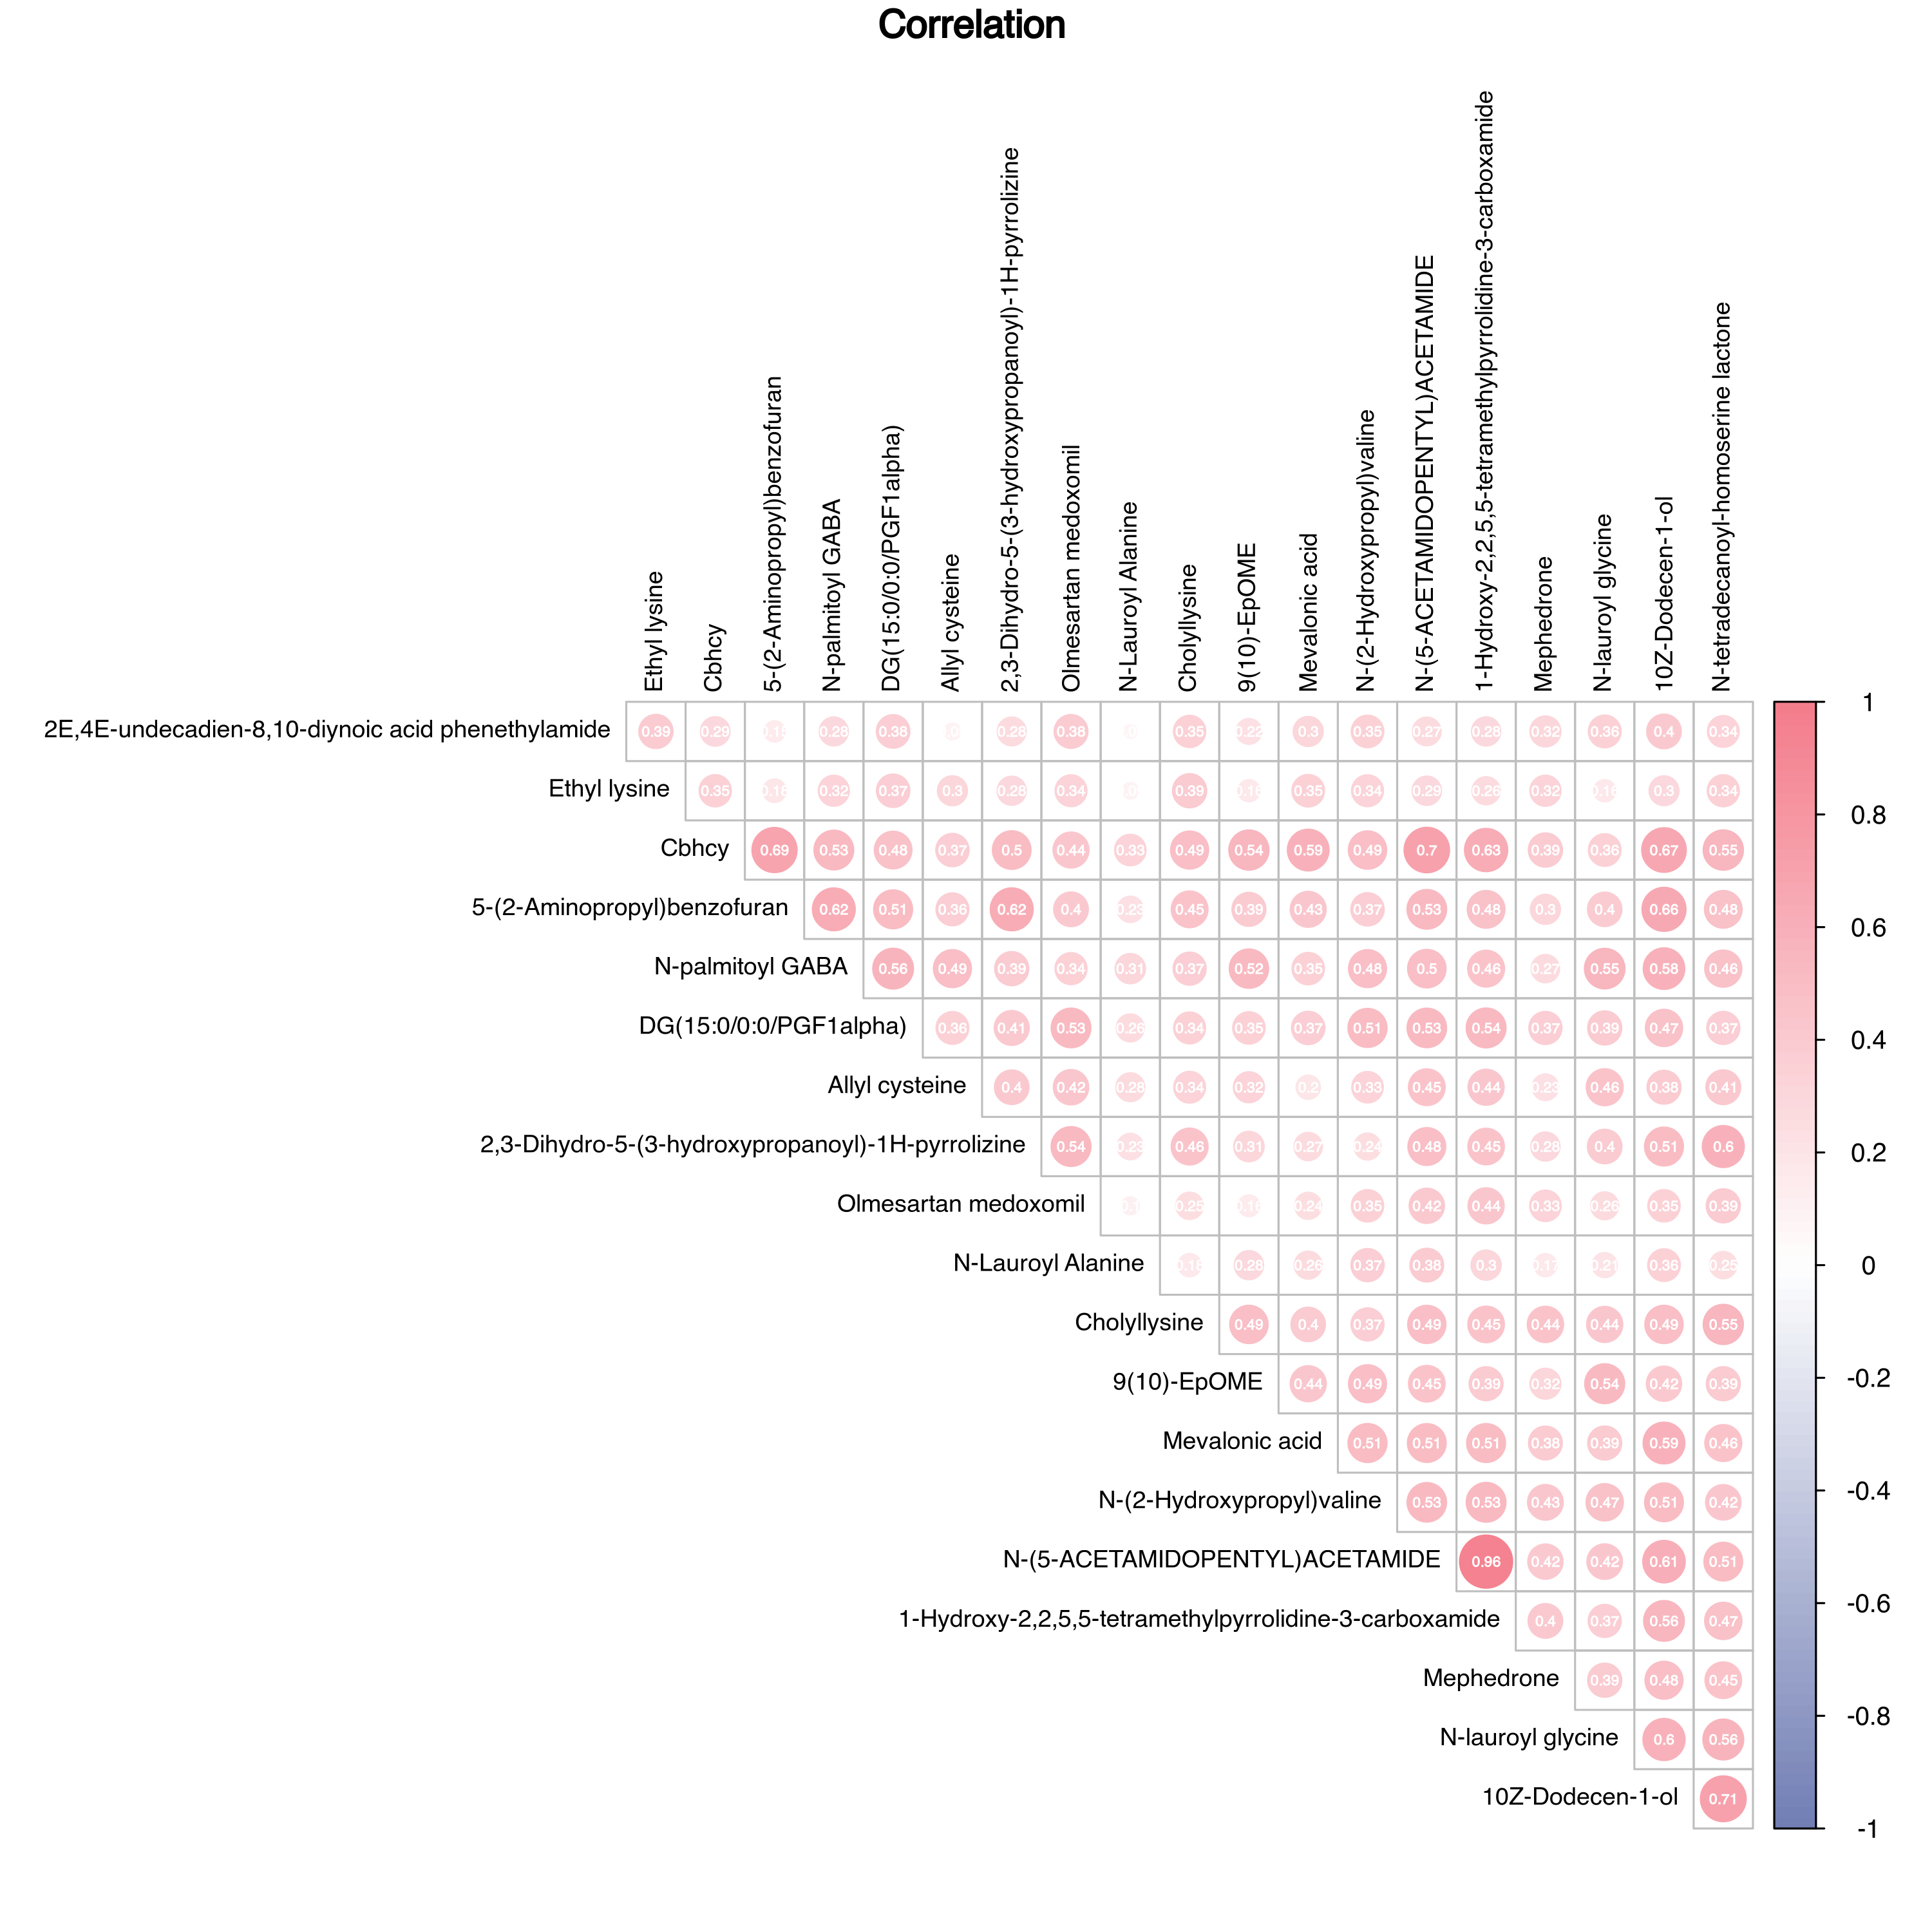 Correlation
Ethyl lysine
Cbhcy
5-(2-Aminopropyl)benzofuran
N-palmitoyl GABA
DG(15:0/0:0/PGF1alpha)
Allyl cysteine
2,3-Dihydro-5-(3-hydroxypropanoyl)-1H-pyrrolizine
Olmesartan medoxomil
N-Lauroyl Alanine
Cholyllysine
9(10)-EpOME
Mevalonic acid
N-(2-Hydroxypropyl)valine
N-(5-ACETAMIDOPENTYL)ACETAMIDE
1-Hydroxy-2,2,5,5-tetramethylpyrrolidine-3-carboxamide
Mephedrone
N-lauroyl glycine
10Z-Dodecen-1-ol
N-tetradecanoyl-homoserine lactone
2E,4E-undecadien-8,10-diynoic acid phenethylamide 0.39 0.29 0.28 0.38 0.28 0.38 0.35 0.22 0.3 0.35 0.27 0.28 0.32 0.36 0.4 0.34
Ethyl lysine 0.35 0.32 0.37 0.3 0.28 0.34 0.39 0.35 0.34 0.29 0.26 0.32 0.3 0.34
Cbhcy 0.69 0.53 0.48 0.37 0.5 0.44 0.33 0.49 0.54 0.59 0.49 0.7 0.63 0.39 0.36 0.67 0.55
5-(2-Aminopropyl)benzofuran 0.62 0.51 0.36 0.62 0.4 0.23 0.45 0.39 0.43 0.37 0.53 0.48 0.3 0.4 0.66 0.48
N-palmitoyl GABA 0.56 0.49 0.39 0.34 0.31 0.37 0.52 0.35 0.48 0.5 0.46 0.27 0.55 0.58 0.46
DG(15:0/0:0/PGF1alpha) 0.36 0.41 0.53 0.26 0.34 0.35 0.37 0.51 0.53 0.54 0.37 0.39 0.47 0.37
Allyl cysteine 0.4 0.42 0.28 0.34 0.32 0.2 0.33 0.45 0.44 0.23 0.46 0.38 0.41
2,3-Dihydro-5-(3-hydroxypropanoyl)-1H-pyrrolizine 0.54 0.23 0.46 0.31 0.27 0.24 0.48 0.45 0.28 0.4 0.51 0.6
Olmesartan medoxomil 0.25 0.24 0.35 0.42 0.44 0.33 0.26 0.35 0.39
N-Lauroyl Alanine 0.28 0.26 0.37 0.38 0.3 0.21 0.36 0.25
Cholyllysine 0.49 0.4 0.37 0.49 0.45 0.44 0.44 0.49 0.55
9(10)-EpOME 0.44 0.49 0.45 0.39 0.32 0.54 0.42 0.39
Mevalonic acid 0.51 0.51 0.51 0.38 0.39 0.59 0.46
N-(2-Hydroxypropyl)valine 0.53 0.53 0.43 0.47 0.51 0.42
N-(5-ACETAMIDOPENTYL)ACETAMIDE 0.96 0.42 0.42 0.61 0.51
1-Hydroxy-2,2,5,5-tetramethylpyrrolidine-3-carboxamide 0.4 0.37 0.56 0.47
Mephedrone 0.39 0.48 0.45
N-lauroyl glycine 0.6 0.56
10Z-Dodecen-1-ol 0.71
1
0.8
0.6
0.4
0.2
0
-0.2
-0.4
-0.6
-0.8
-1